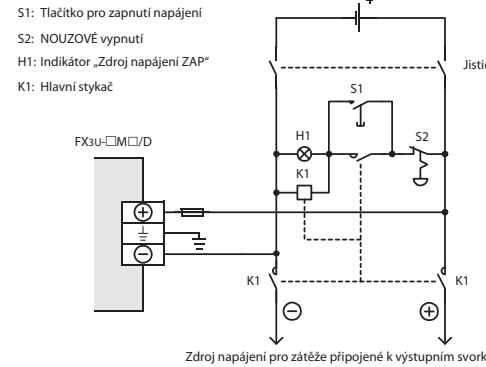 S1: Tlačítko pro zapnutí napájení
S2: NOUZOVÉ vypnutí
H1: Indikátor „Zdroj napájení ZAP“
K1: Hlavní stykač
Jistič
S1
FX3U-□M□/D
H1
S2
K1
K1
K1
Zdroj napájení pro zátěže připojené k výstupním